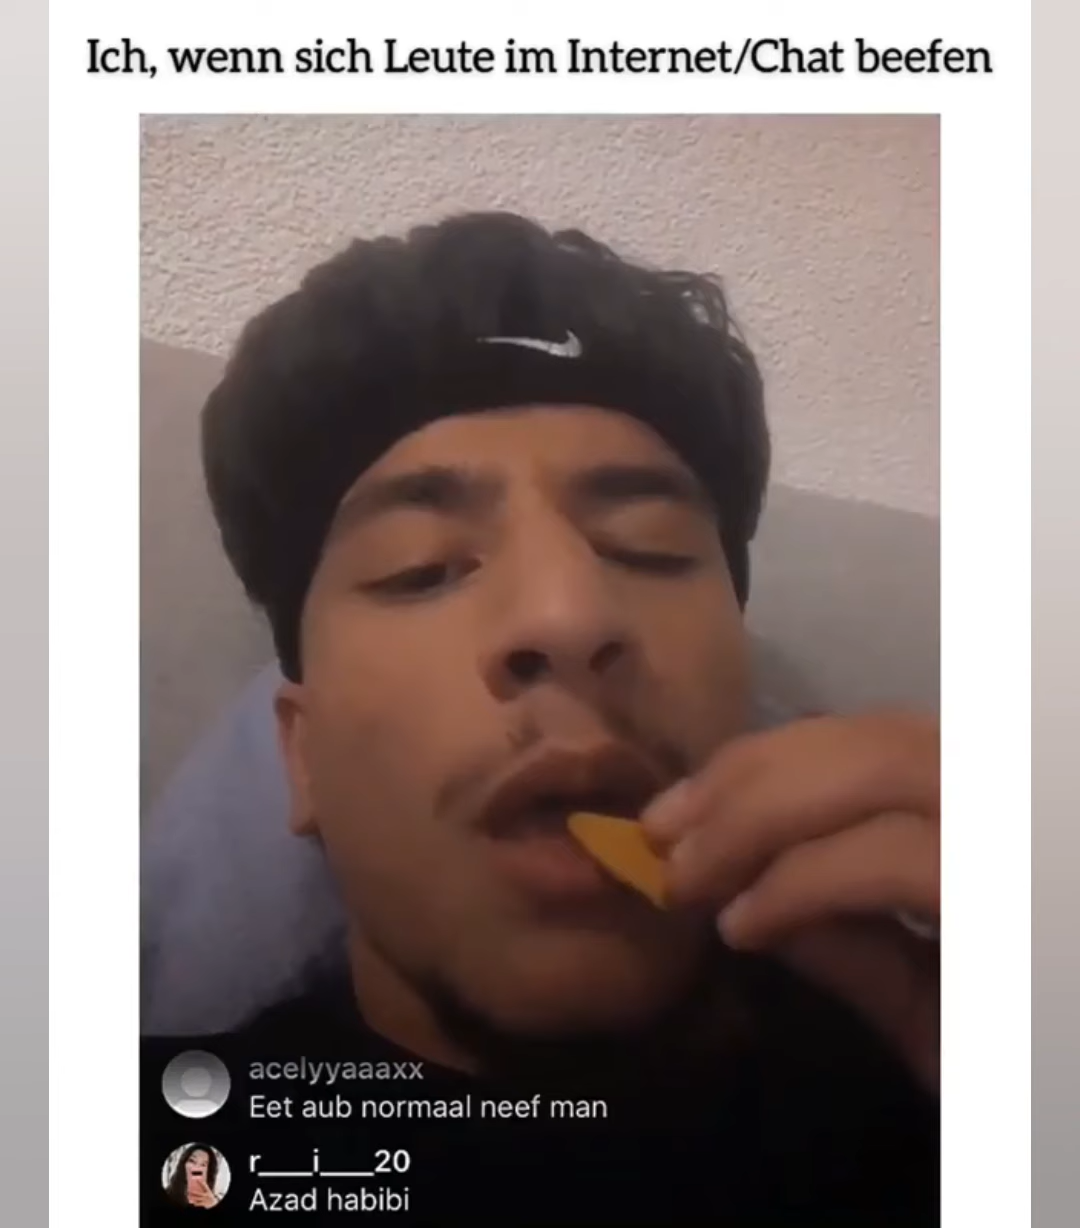 Ich, wenn sich Leute im Internet/Chat beefen
acelyyaaaxx
Eet aub normaal neef man
r___i___20
Azad habibi